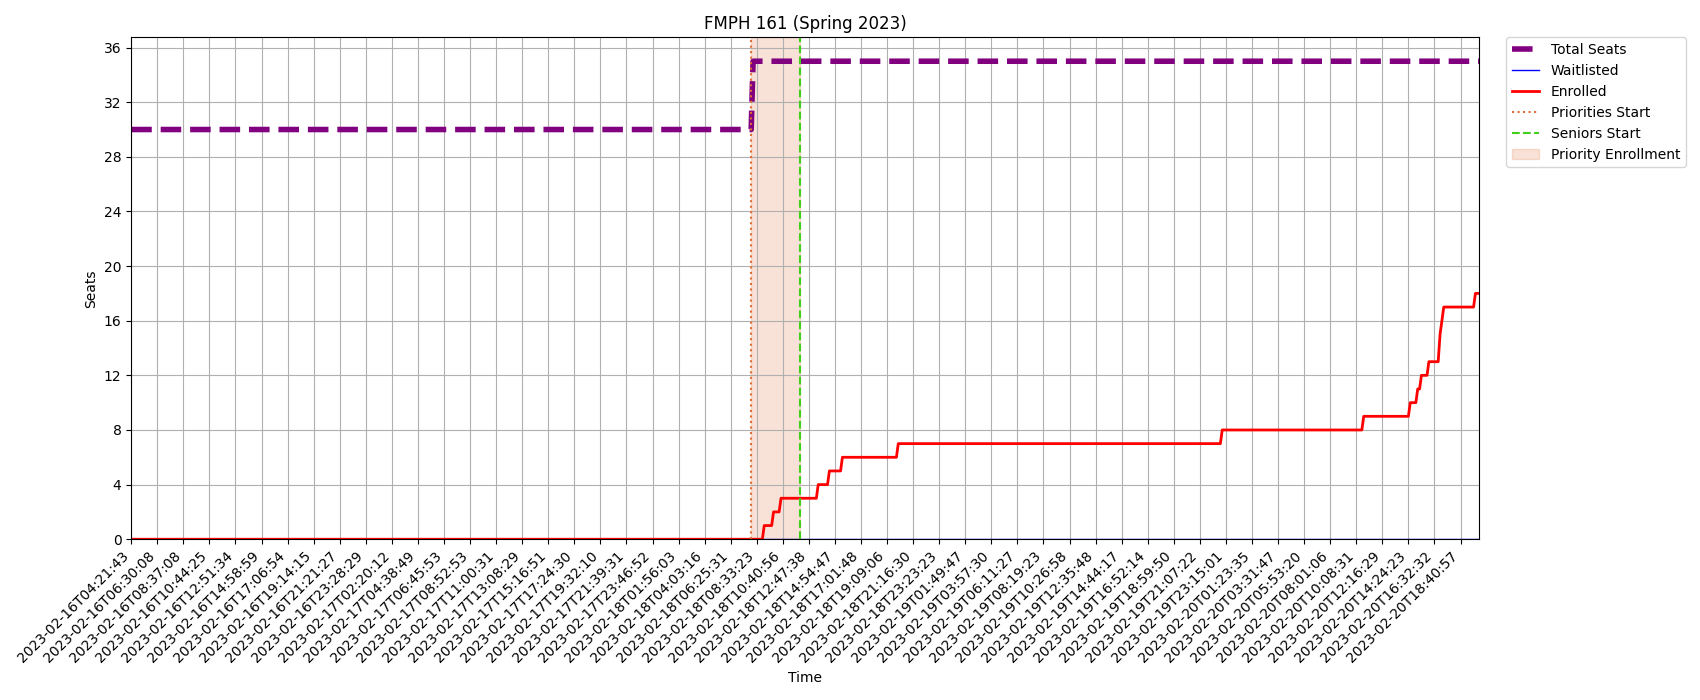 FMPH 161 (Spring 2023)
36
32
28
24
20
16
12
8
4
0
Seats
2023-02-16T04:21:43
2023-02-16T06:30:08
2023-02-16T08:37:08
2023-02-16T10:44:25
2023-02-16T12:51:34
2023-02-16T14:58:59
2023-02-16T17:06:54
2023-02-16T19:14:15
2023-02-16T21:21:27
2023-02-16T23:28:29
2023-02-17T02:20:12
2023-02-17T04:38:49
2023-02-17T06:45:53
2023-02-17T08:52:53
2023-02-17T11:00:31
2023-02-17T13:08:29
2023-02-17T15:16:51
2023-02-17T17:24:30
2023-02-17T19:32:10
2023-02-17T21:39:31
2023-02-17T23:46:52
2023-02-18T01:56:03
2023-02-18T04:03:16
2023-02-18T06:25:31
2023-02-18T08:33:23
2023-02-18T10:40:56
2023-02-18T12:47:38
2023-02-18T14:54:47
2023-02-18T17:01:48
2023-02-18T19:09:06
2023-02-18T21:16:30
2023-02-18T23:23:23
2023-02-19T01:49:47
2023-02-19T03:57:30
2023-02-19T06:11:27
2023-02-19T08:19:23
2023-02-19T10:26:58
2023-02-19T12:35:48
2023-02-19T14:44:17
2023-02-19T16:52:14
2023-02-19T18:59:50
2023-02-19T21:07:22
2023-02-19T23:15:01
2023-02-20T01:23:35
2023-02-20T03:31:47
2023-02-20T05:53:20
2023-02-20T08:01:06
2023-02-20T10:08:31
2023-02-20T12:16:29
2023-02-20T14:24:23
2023-02-20T16:32:32
2023-02-20T18:40:57
Time
Total Seats
Waitlisted
Enrolled
Priorities Start
Seniors Start
Priority Enrollment